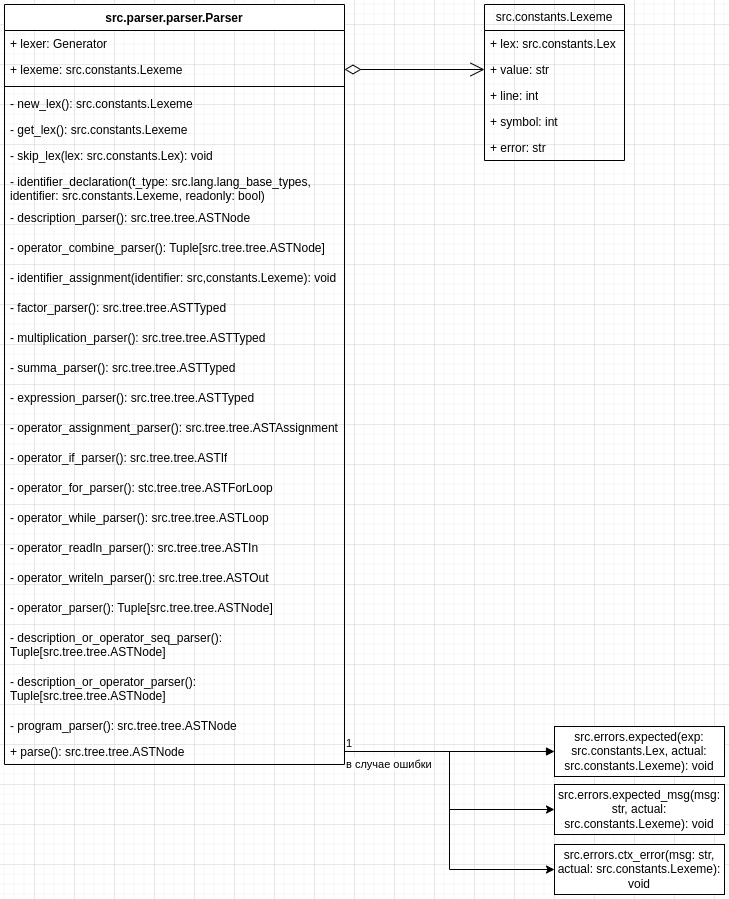 src.parser.parser.Parser
+ lexer: Generator
+ lexeme: src.constants.Lexeme
- new_lex(): src.constants.Lexeme
- get_lex(): src.constants.Lexeme
- skip_lex(lex: src.constants.Lex): void
- identifier_declaration(t_type: src.lang.lang_base_types,
identifier: src.constants.Lexeme, readonly: bool)
- description_parser(): src.tree.tree.ASTNode
- operator_combine_parser(): Tuple[src.tree.tree.ASTNode]
- identifier_assignment(identifier: src,constants.Lexeme): void
- factor_parser(): src.tree.tree.ASTTyped
- multiplication_parser(): src.tree.tree.ASTTyped
- summa_parser(): src.tree.tree.ASTTyped
- expression_parser(): src.tree.tree.ASTTyped
- operator_assignment_parser(): src.tree.tree.ASTAssignment
- operator_if_parser(): src.tree.tree.ASTIf
- operator_for_parser(): stc.tree.tree.ASTForLoop
- operator_while_parser(): src.tree.tree.ASTLoop
- operator_readln_parser(): src.tree.tree.ASTIn
- operator_writeln_parser(): src.tree.tree.ASTOut
- operator_parser(): Tuple[src.tree.tree.ASTNode]
- description_or_operator_seq_parser():
Tuple[src.tree.tree.ASTNode]
- description_or_operator_parser():
Tuple[src.tree.tree.ASTNode]
- program_parser(): src.tree.tree.ASTNode
+ parse(): src.tree.tree.ASTNode
src.constants.Lexeme
+ lex: src.constants.Lex
+ value: str
+ line: int
+ symbol: int
+ error: str
1
в случае ошибки
src.errors.expected(exp:
src.constants.Lex, actual:
src.constants.Lexeme): void
src.errors.expected_msg(msg:
str, actual:
src.constants.Lexeme): void
src.errors.ctx_error(msg: str,
actual: src.constants.Lexeme):
void